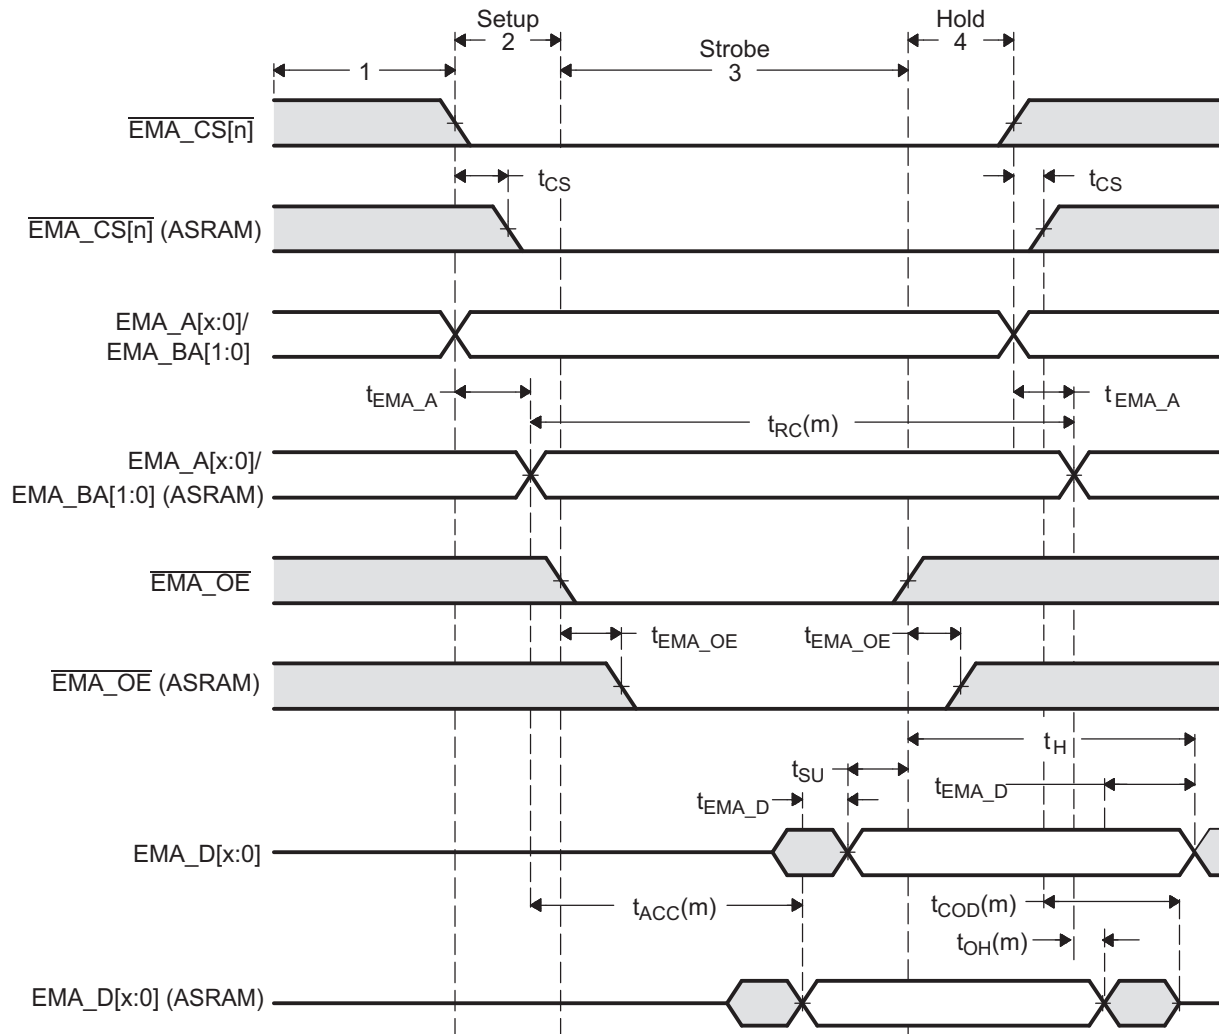 Setup
2
Hold
4
Strobe
3
1
EMA_CS[n]
tCS
tCS
EMA_CS[n] (ASRAM)
EMA_A[x:0]/
EMA_BA[1:0]
tEMA_A
tEMA_A
tRC(m)
EMA_A[x:0]/
EMA_BA[1:0] (ASRAM)
EMA_OE
tEMA_OE
tEMA_OE
EMA_OE (ASRAM)
tH
tSU
tEMA_D
tEMA_D
EMA_D[x:0]
tACC(m)
tCOD(m)
tOH(m)
EMA_D[x:0] (ASRAM)